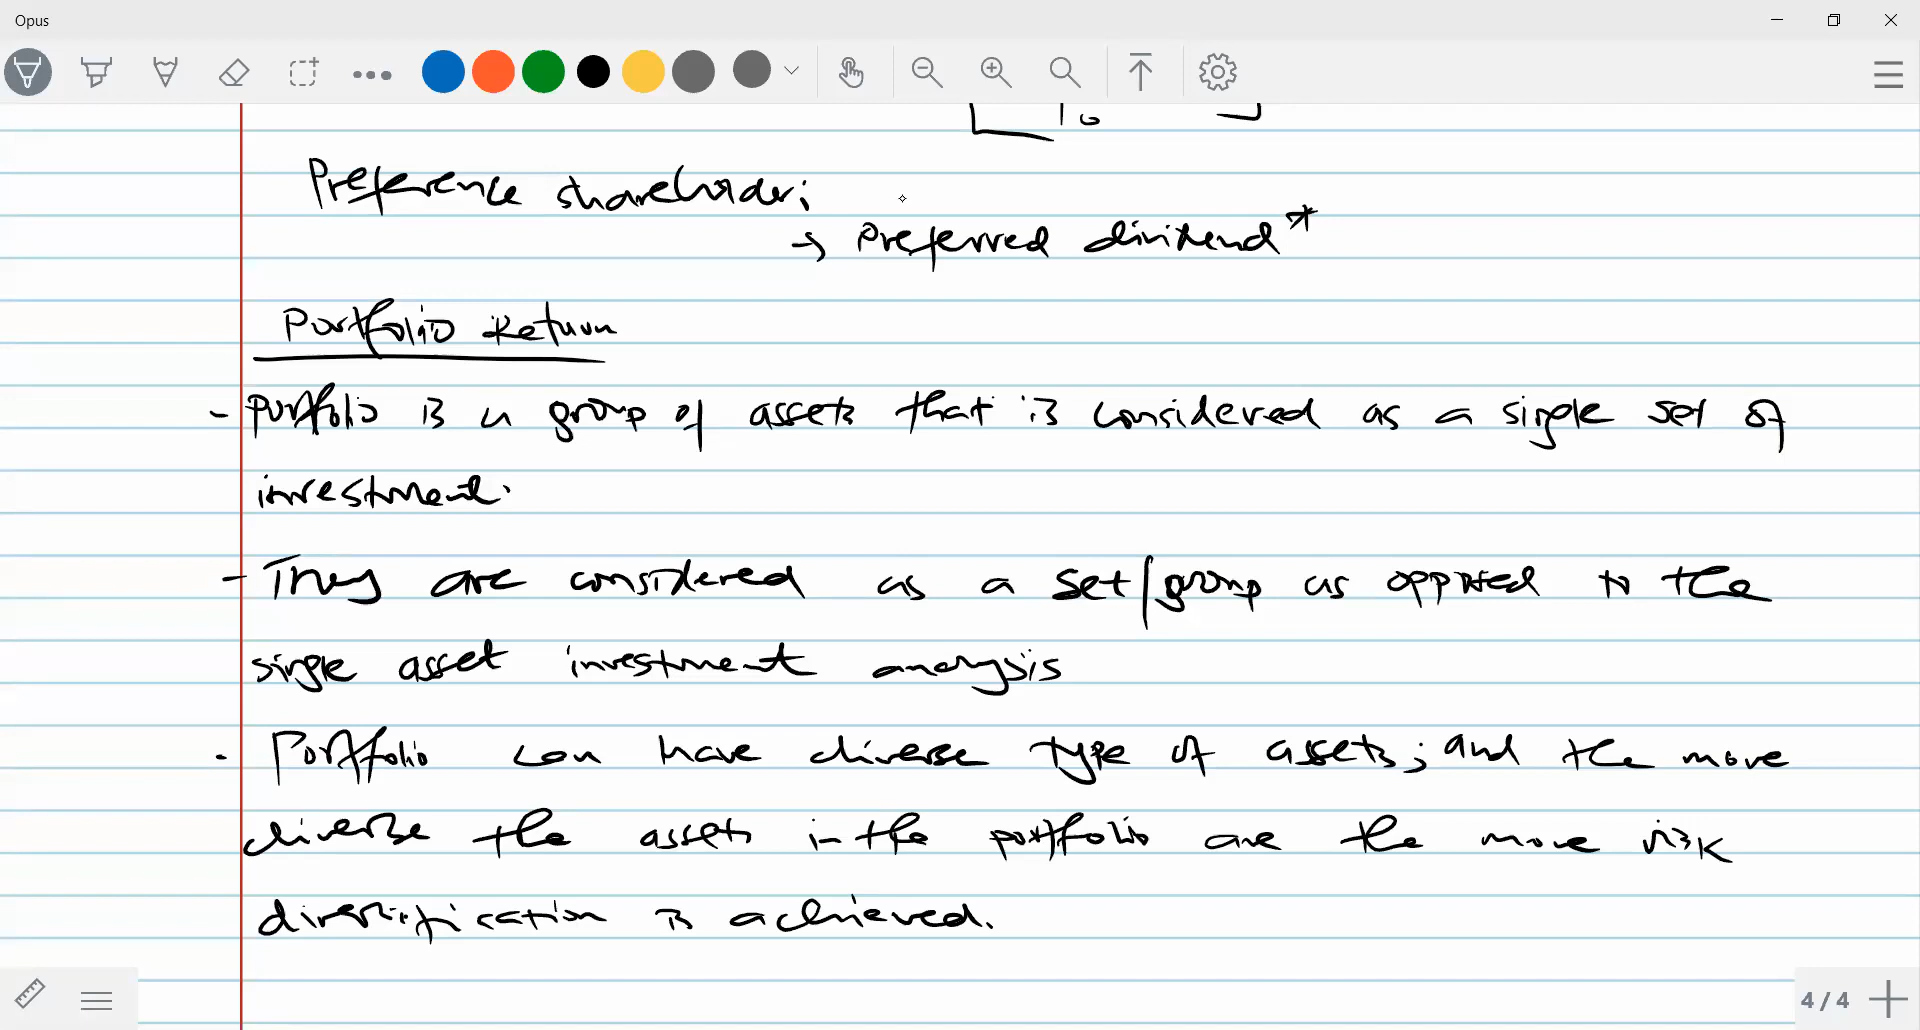 Opus
P₀
Preference shareholder;
→ Preferred dividend*
Portfolio Return
- Portfolio is a group of assets that is considered as a single set of
investment.
- They are considered as a set/group as opposed to the
single asset investment analysis
- Portfolio can have diverse type of assets; and the more
diverse the assets in the portfolio are the more risk
diversification is achieved.
4 / 4